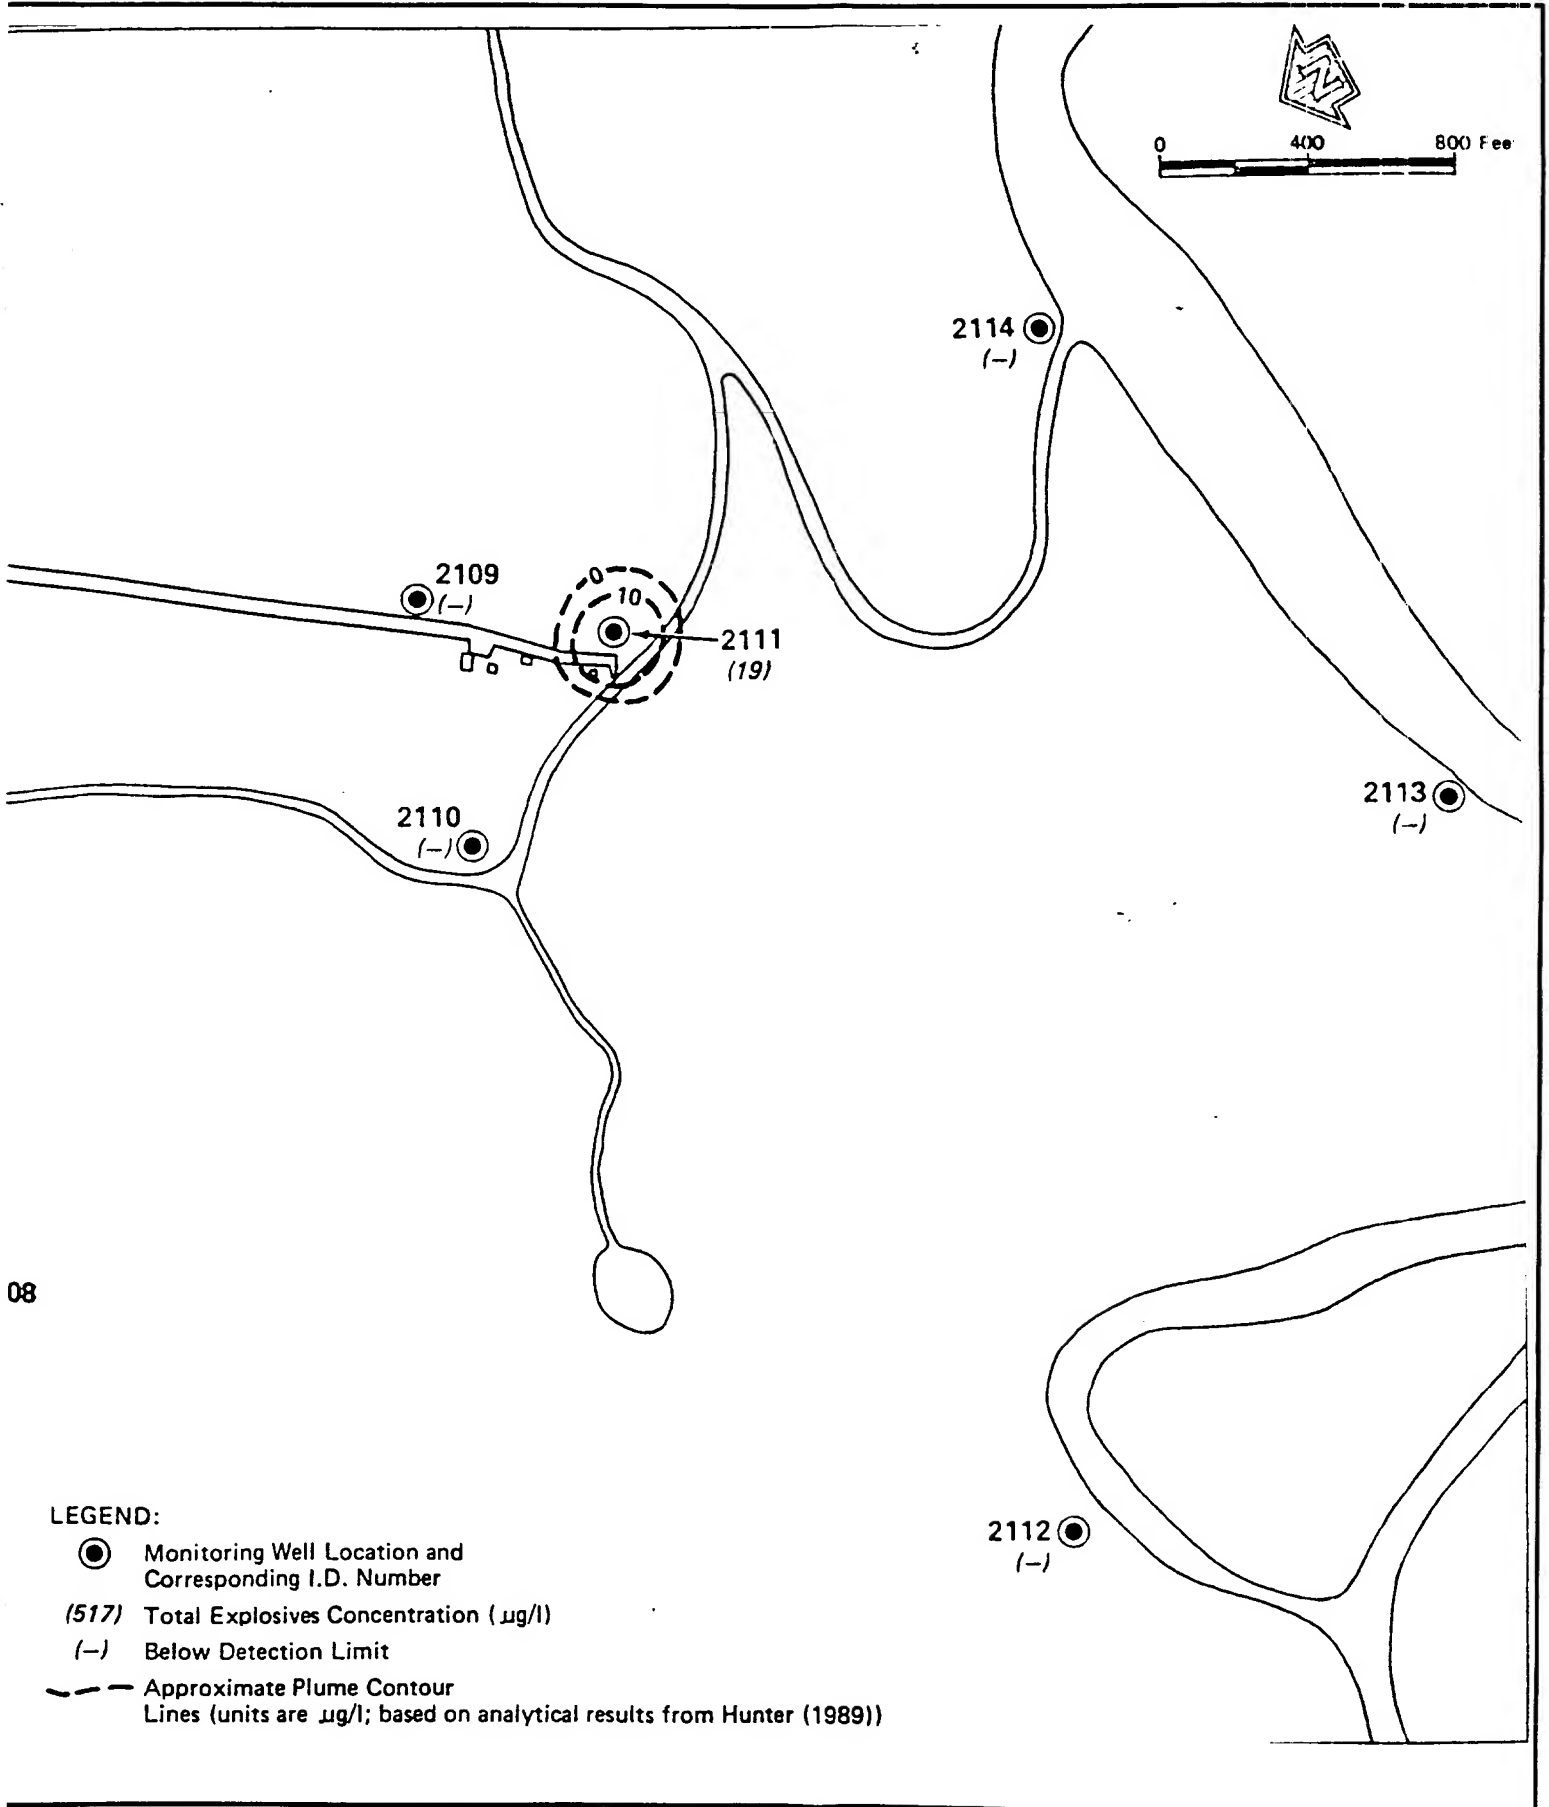 N
0 400 800 Fee
2114
(–)
2109
(–)
0
10
2111
(19)
2110
(–)
2113
(–)
08
2112
(–)
LEGEND:
Monitoring Well Location and
Corresponding I.D. Number
(517) Total Explosives Concentration (µg/l)
(–) Below Detection Limit
Approximate Plume Contour
Lines (units are µg/l; based on analytical results from Hunter (1989))